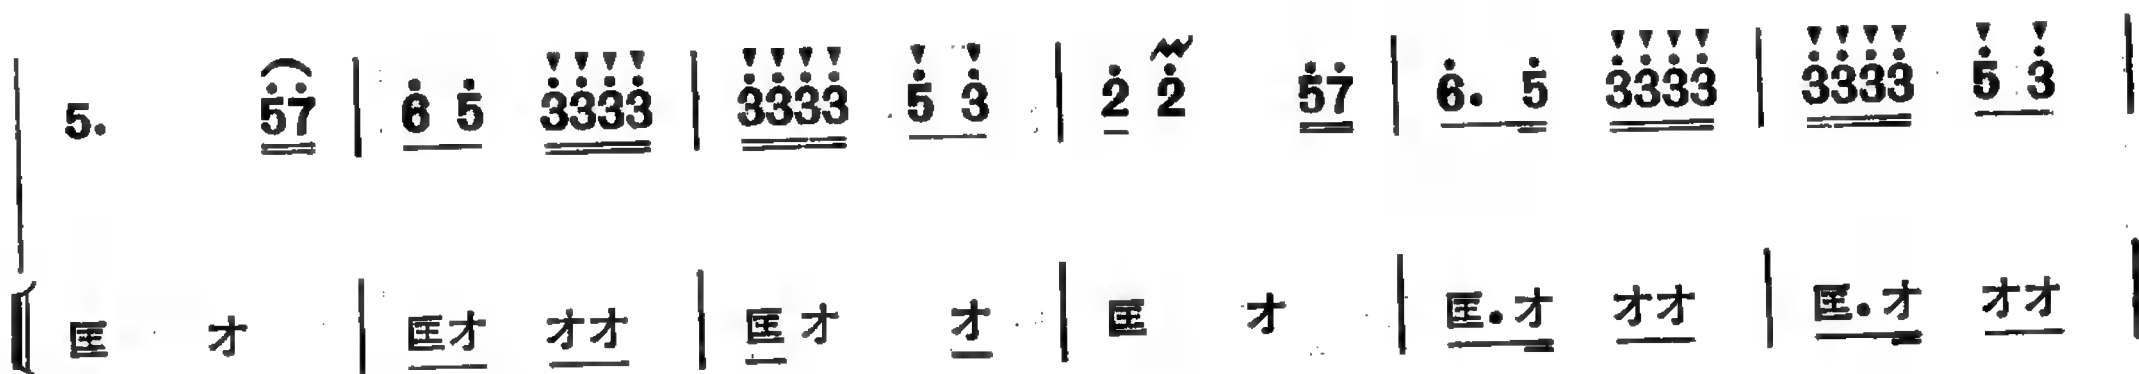 5. 57 | 6 5 3333 | 3333 5 3 | 2 2 57 | 6. 5 3333 | 3333 5 3 |
匡 才 | 匡才 才才 | 匡才 才 | 匡 才 | 匡.才 才才 | 匡.才 才才 |